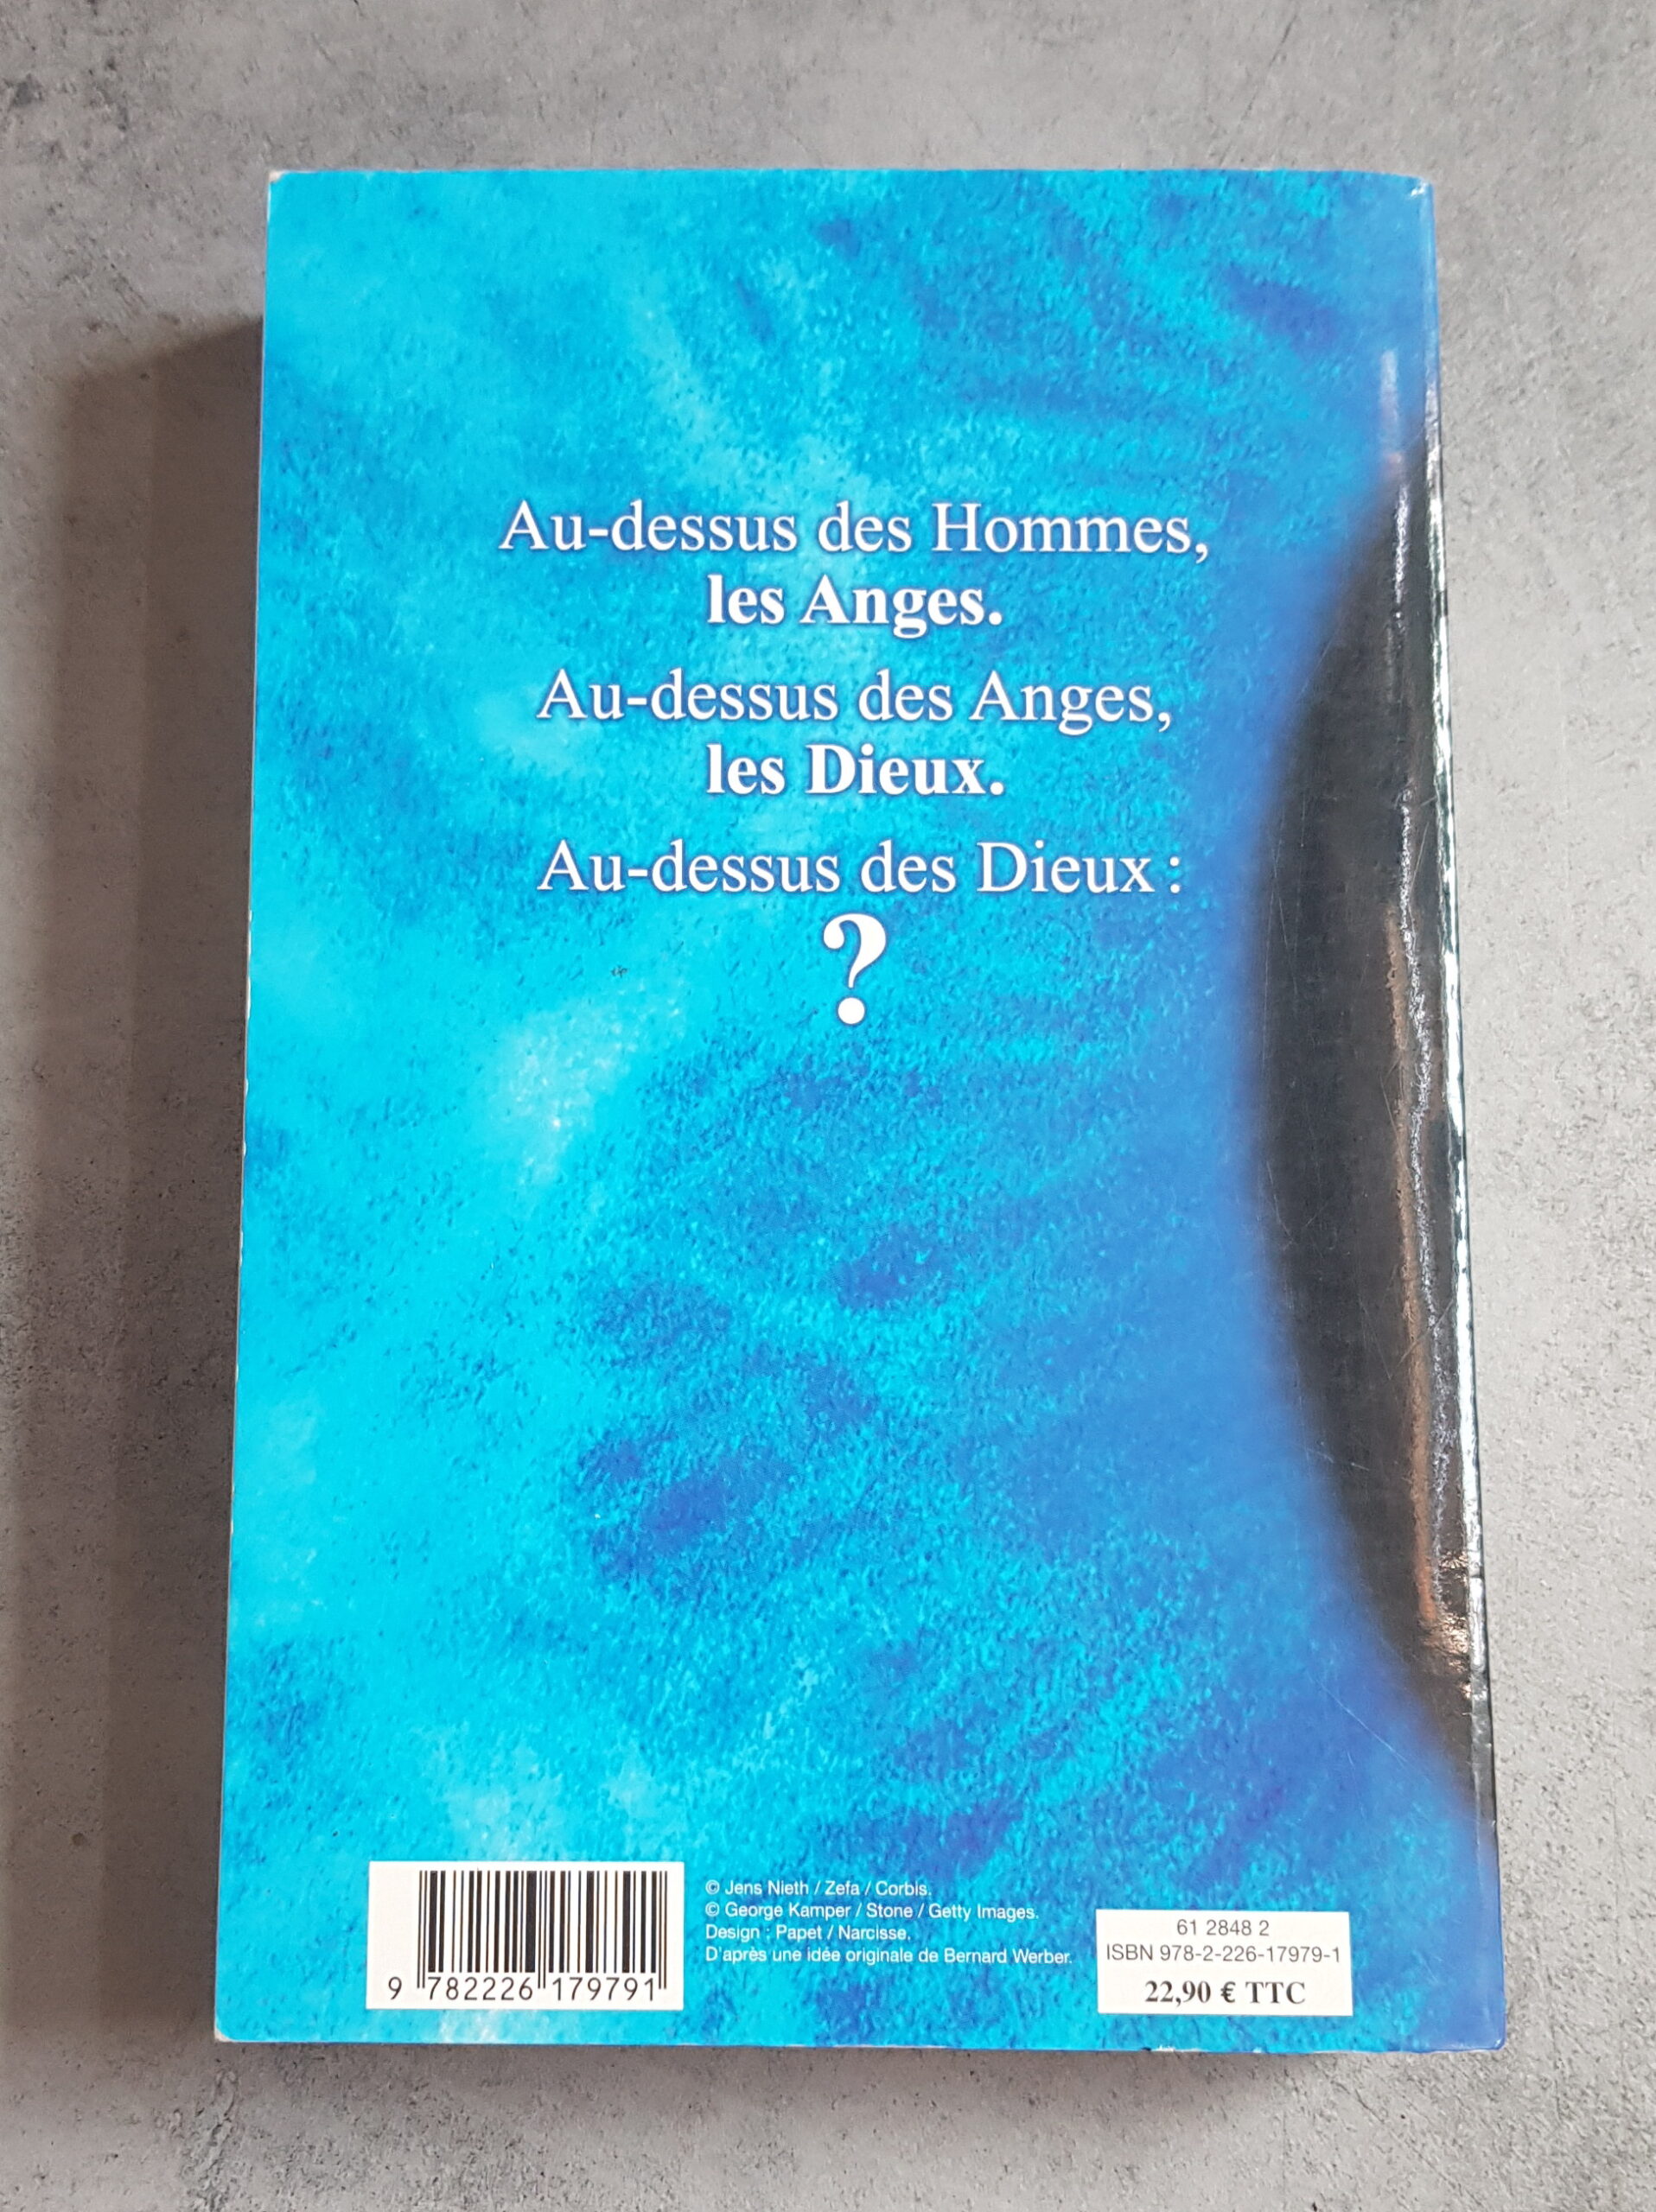 Au-dessus des Hommes,
les Anges.
Au-dessus des Anges,
les Dieux.
Au-dessus des Dieux :
?
9 782226 179791
© Jens Nieth / Zefa / Corbis.
© George Kamper / Stone / Getty Images.
Design : Papet / Narcisse.
D'après une idée originale de Bernard Werber.
61 2848 2
ISBN 978-2-226-17979-1
22,90 € TTC